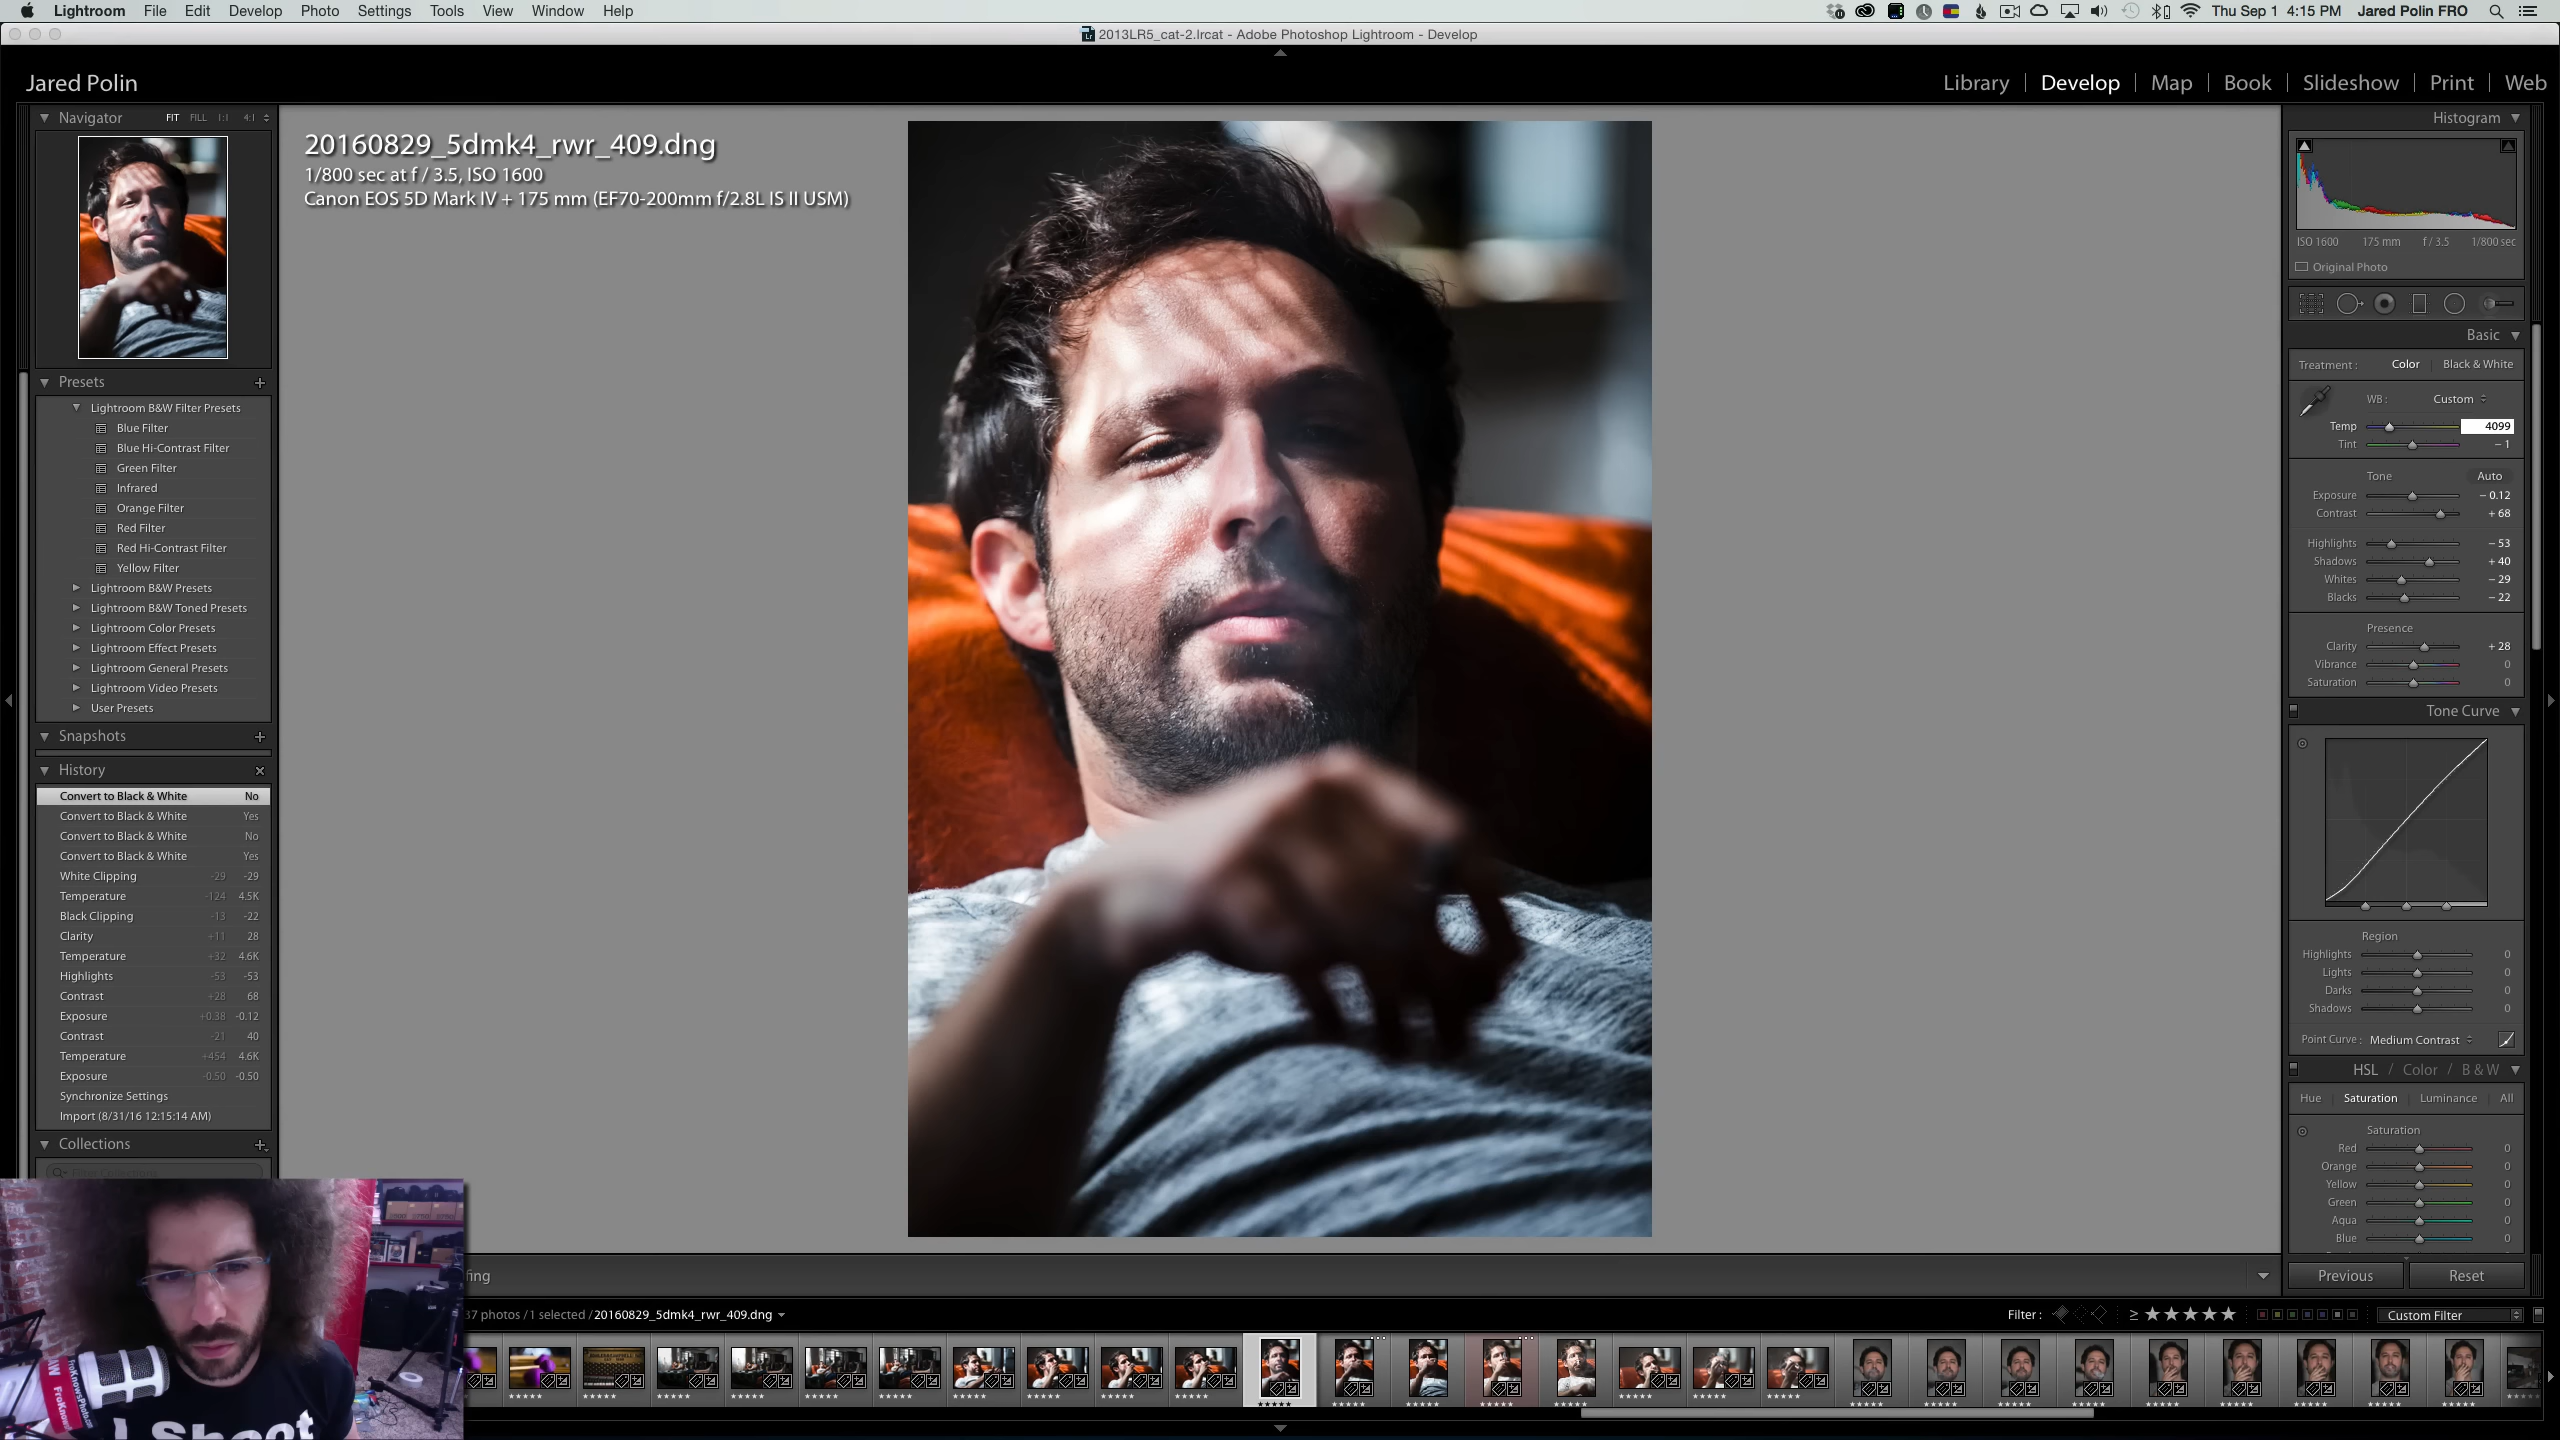 Lightroom File Edit Develop Photo Settings Tools View Window Help
Thu Sep 1 4:15 PM Jared Polin FRO
2013LR5_cat-2.lrcat - Adobe Photoshop Lightroom - Develop
Jared Polin
Library | Develop | Map | Book | Slideshow | Print | Web
Navigator FIT FILL 1:1 4:1
Presets
Lightroom B&W Filter Presets
Blue Filter
Blue Hi-Contrast Filter
Green Filter
Infrared
Orange Filter
Red Filter
Red Hi-Contrast Filter
Yellow Filter
Lightroom B&W Presets
Lightroom B&W Toned Presets
Lightroom Color Presets
Lightroom Effect Presets
Lightroom General Presets
Lightroom Video Presets
User Presets
Snapshots
History
Convert to Black & White No
Convert to Black & White Yes
Convert to Black & White No
Convert to Black & White Yes
White Clipping -29 -29
Temperature -124 4.5K
Black Clipping -13 -22
Clarity +11 28
Temperature +32 4.6K
Highlights -53 -53
Contrast +28 68
Exposure +0.38 -0.12
Contrast -21 40
Temperature +454 4.6K
Exposure -0.50 -0.50
Synchronize Settings
Import (8/31/16 12:15:14 AM)
Collections
Filter Collections
20160829_5dmk4_rwr_409.dng
1/800 sec at f / 3.5, ISO 1600
Canon EOS 5D Mark IV + 175 mm (EF70-200mm f/2.8L IS II USM)
Histogram
ISO 1600 175 mm f / 3.5 1/800 sec
Original Photo
Basic
Treatment : Color | Black & White
WB : Custom
Temp 4099
Tint - 1
Tone Auto
Exposure - 0.12
Contrast + 68
Highlights - 53
Shadows + 40
Whites - 29
Blacks - 22
Presence
Clarity + 28
Vibrance 0
Saturation 0
Tone Curve
Region
Highlights 0
Lights 0
Darks 0
Shadows 0
Point Curve : Medium Contrast
HSL / Color / B & W
Hue | Saturation | Luminance | All
Saturation
Red 0
Orange 0
Yellow 0
Green 0
Aqua 0
Blue 0
Previous Reset
fing
37 photos / 1 selected / 20160829_5dmk4_rwr_409.dng
Filter : ≥ ★★★★★ Custom Filter
FroKnowsPhoto.com
I Shoot